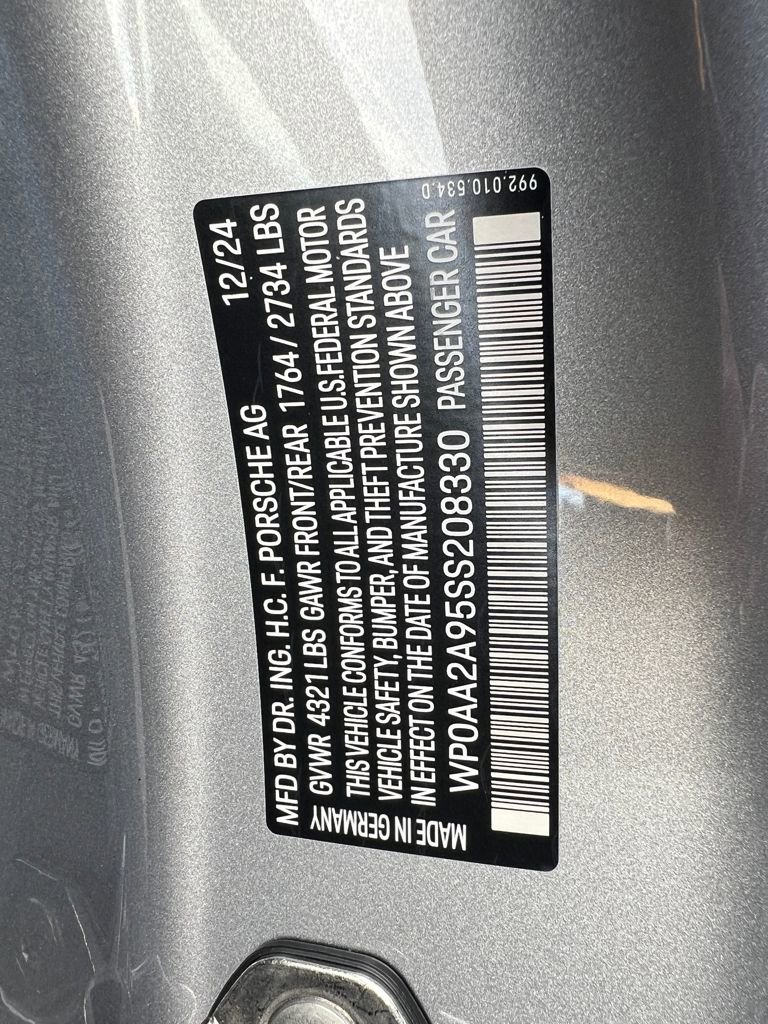 MFD BY DR. ING. H.C. F. PORSCHE AG 12/24
GVWR 4321 LBS GAWR FRONT/REAR 1764 / 2734 LBS
THIS VEHICLE CONFORMS TO ALL APPLICABLE U.S. FEDERAL MOTOR
VEHICLE SAFETY, BUMPER, AND THEFT PREVENTION STANDARDS
IN EFFECT ON THE DATE OF MANUFACTURE SHOWN ABOVE
WP0AA2A95SS208330 PASSENGER CAR
MADE IN GERMANY
992.010.534.D